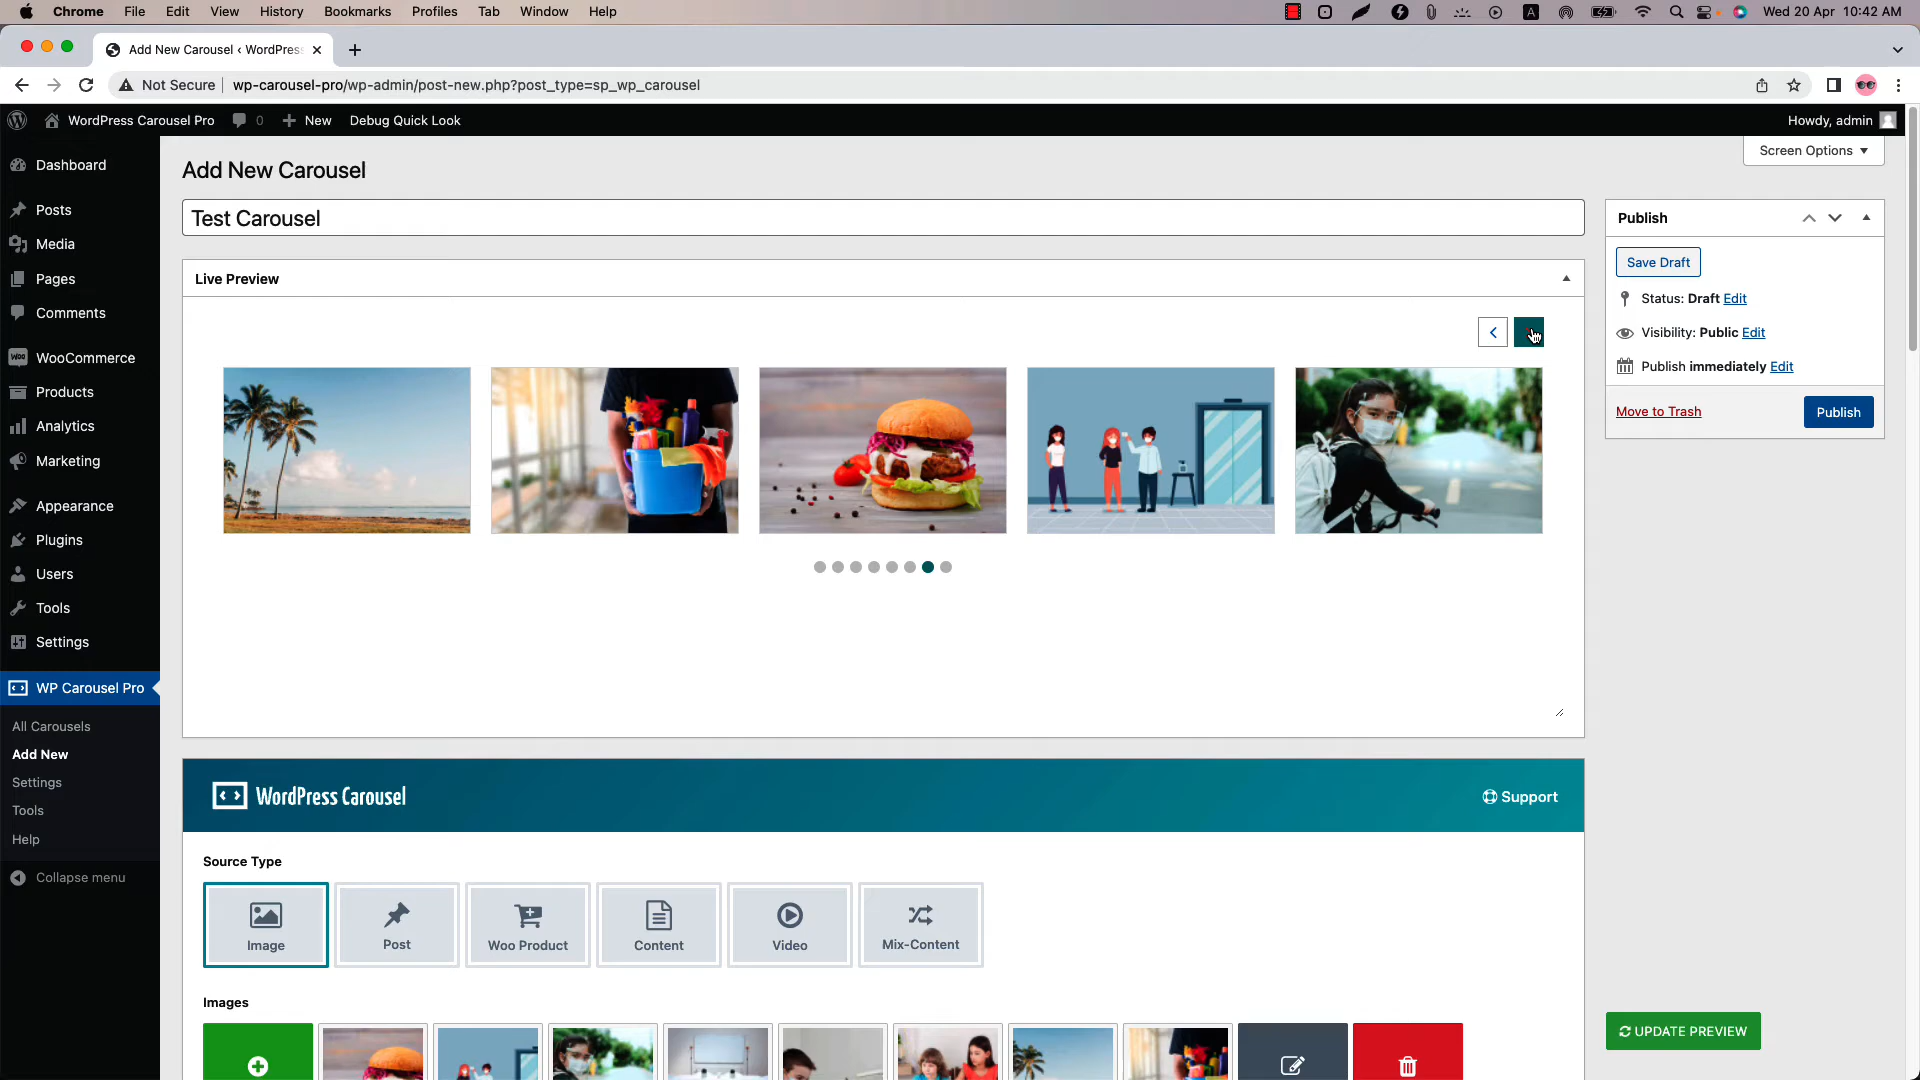 Chrome File Edit View History Bookmarks Profiles Tab Window Help A Wed 20 Apr 10:42 AM
Add New Carousel ‹ WordPress
Not Secure wp-carousel-pro/wp-admin/post-new.php?post_type=sp_wp_carousel
WordPress Carousel Pro 0 New Debug Quick Look Howdy, admin
Screen Options
Dashboard
Posts
Media
Pages
Comments
Woo WooCommerce
Products
Analytics
Marketing
Appearance
Plugins
Users
Tools
Settings
WP Carousel Pro
All Carousels
Add New
Settings
Tools
Help
Collapse menu
Add New Carousel
Test Carousel
Live Preview
WordPress Carousel
Support
Source Type
Image Post Woo Product Content Video Mix-Content
Images
Publish
Save Draft
Status: Draft Edit
Visibility: Public Edit
Publish immediately Edit
Move to Trash Publish
UPDATE PREVIEW